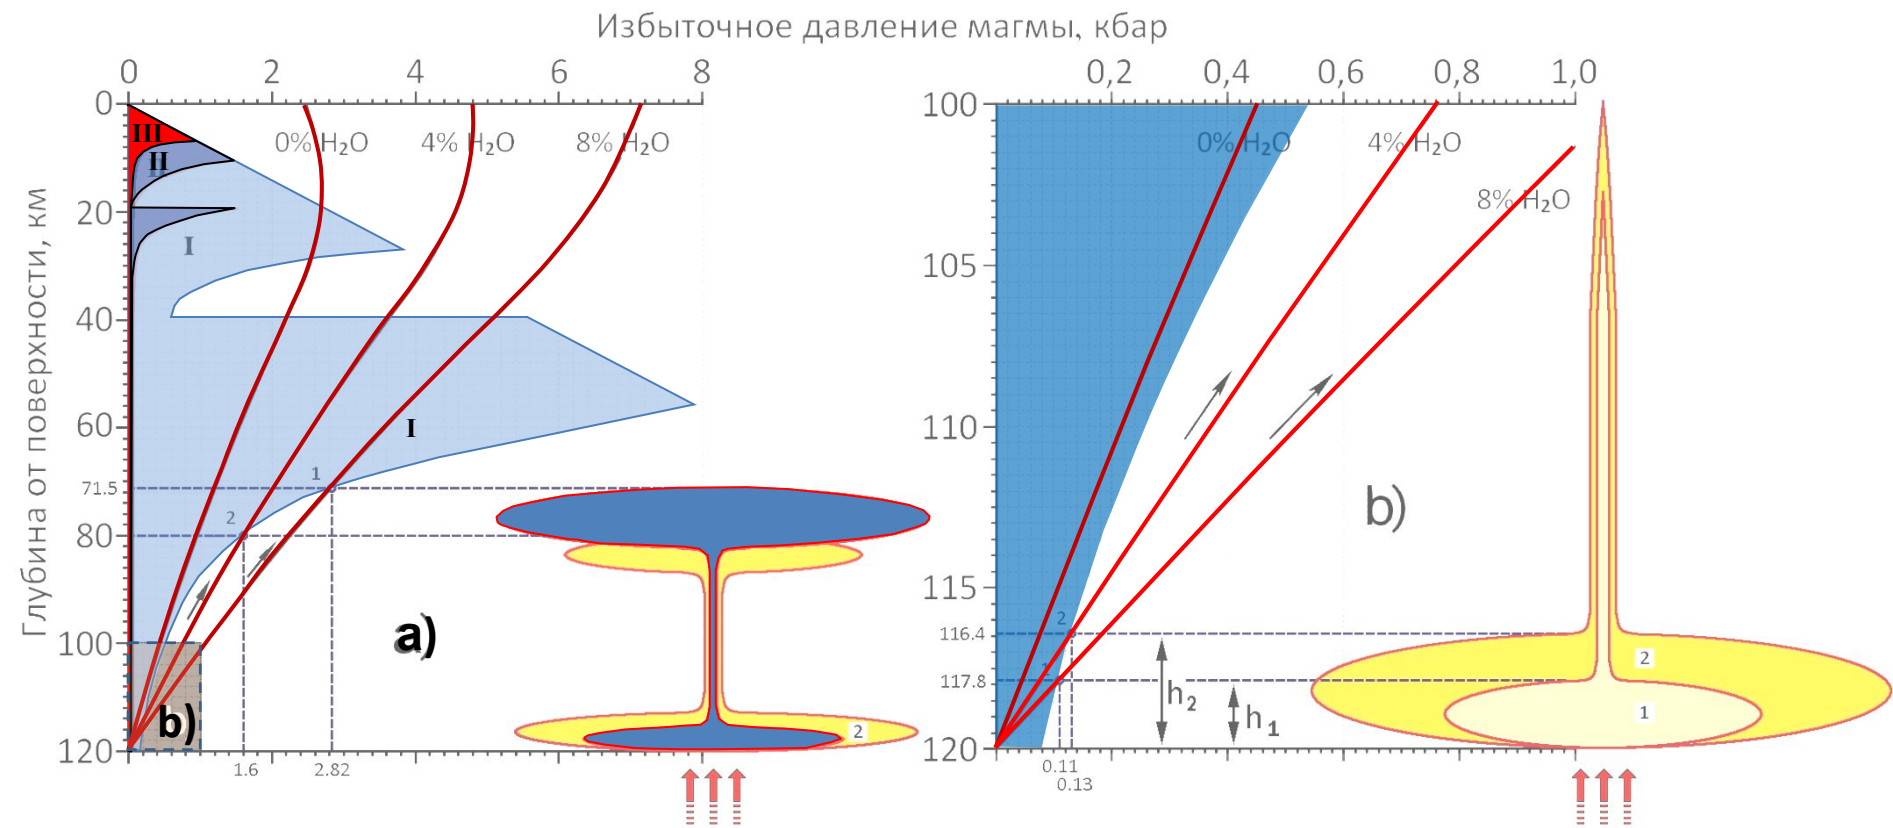 Избыточное давление магмы, кбар
0 2 4 6 8
0,2 0,4 0,6 0,8 1,0
Глубина от поверхности, км
0
20
40
60
71.5
80
100
120
0% H₂O 4% H₂O 8% H₂O
III
II
I
I
1
2
a)
b)
2
1.6 2.82
100
105
110
115
116.4
117.8
120
0% H₂O 4% H₂O
8% H₂O
b)
2
1
h₂
h₁
2
1
0.11
0.13